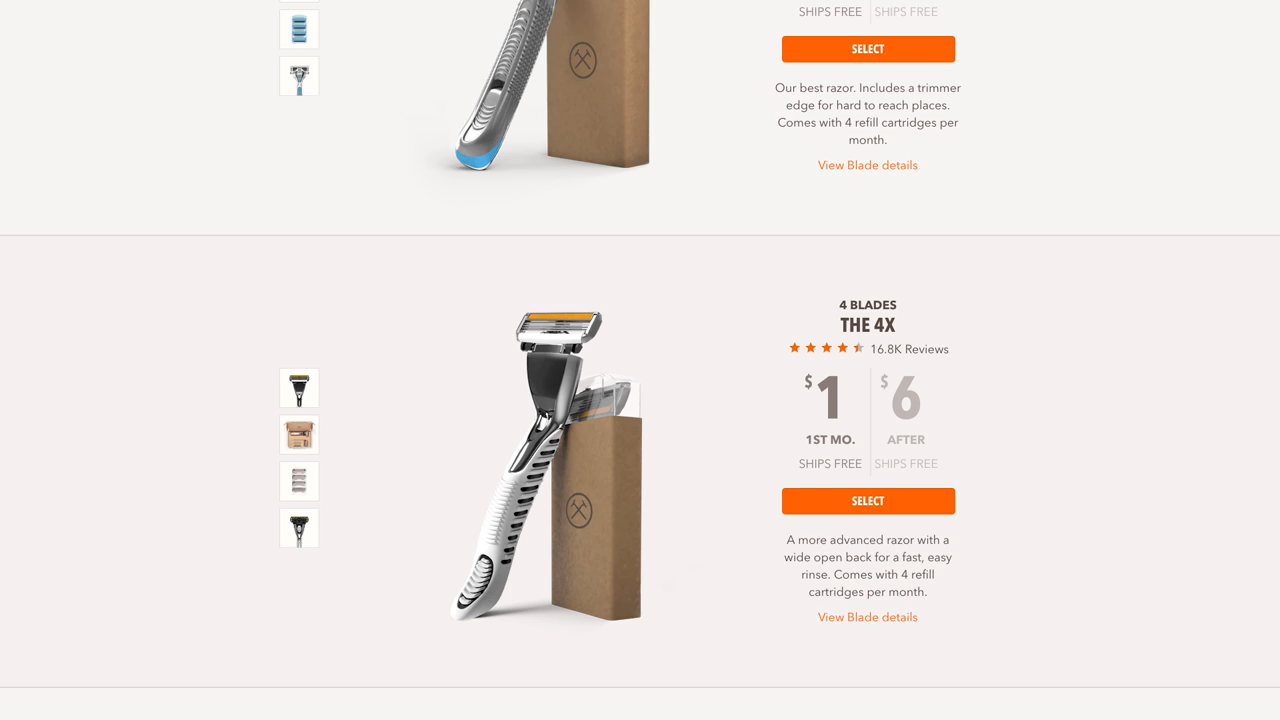 SHIPS FREE SHIPS FREE
SELECT
Our best razor. Includes a trimmer
edge for hard to reach places.
Comes with 4 refill cartridges per
month.
View Blade details
4 BLADES
THE 4X
16.8K Reviews
$1 $6
1ST MO. AFTER
SHIPS FREE SHIPS FREE
SELECT
A more advanced razor with a
wide open back for a fast, easy
rinse. Comes with 4 refill
cartridges per month.
View Blade details